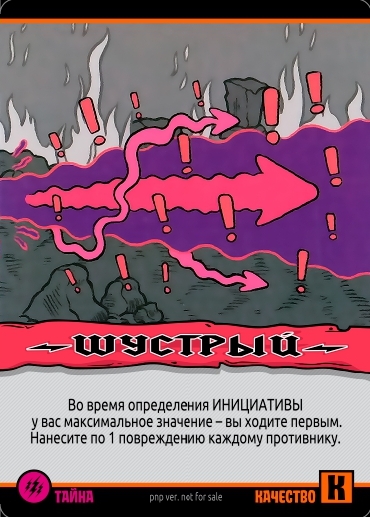 ШУСТРЫЙ
Во время определения ИНИЦИАТИВЫ
у вас максимальное значение – вы ходите первым.
Нанесите по 1 повреждению каждому противнику.
ТАЙНА
pnp ver. not for sale
КАЧЕСТВО К